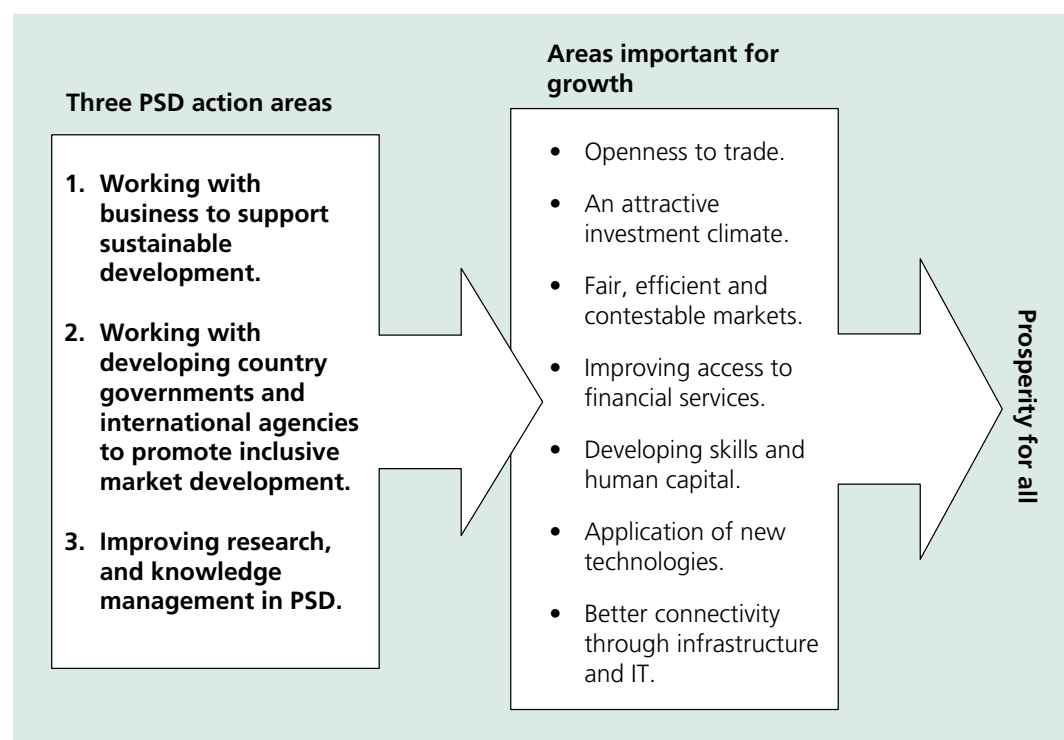 Three PSD action areas
1. Working with
business to support
sustainable
development.
2. Working with
developing country
governments and
international agencies
to promote inclusive
market development.
3. Improving research,
and knowledge
management in PSD.
Areas important for
growth
• Openness to trade.
• An attractive
investment climate.
• Fair, efficient and
contestable markets.
• Improving access to
financial services.
• Developing skills and
human capital.
• Application of new
technologies.
• Better connectivity
through infrastructure
and IT.
Prosperity for all